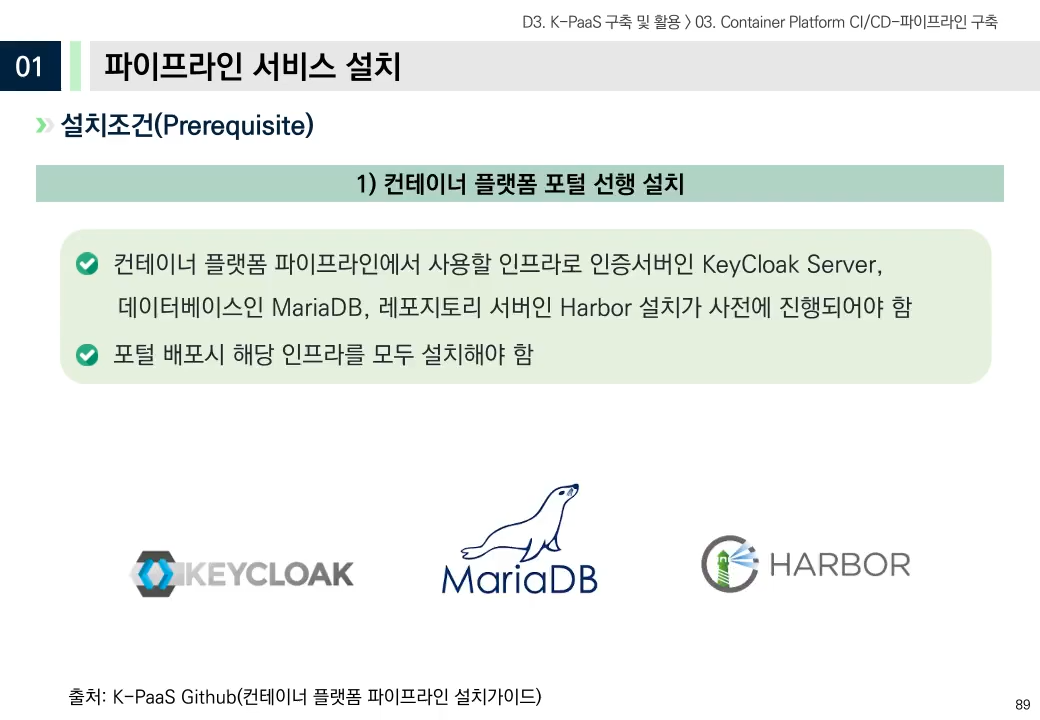 D3. K-PaaS 구축 및 활용 > 03. Container Platform CI/CD-파이프라인 구축
01
파이프라인 서비스 설치
설치조건(Prerequisite)
1) 컨테이너 플랫폼 포털 선행 설치
컨테이너 플랫폼 파이프라인에서 사용할 인프라로 인증서버인 KeyCloak Server,
데이터베이스인 MariaDB, 레포지토리 서버인 Harbor 설치가 사전에 진행되어야 함
포털 배포시 해당 인프라를 모두 설치해야 함
KEYCLOAK
MariaDB
HARBOR
출처: K-PaaS Github(컨테이너 플랫폼 파이프라인 설치가이드)
89